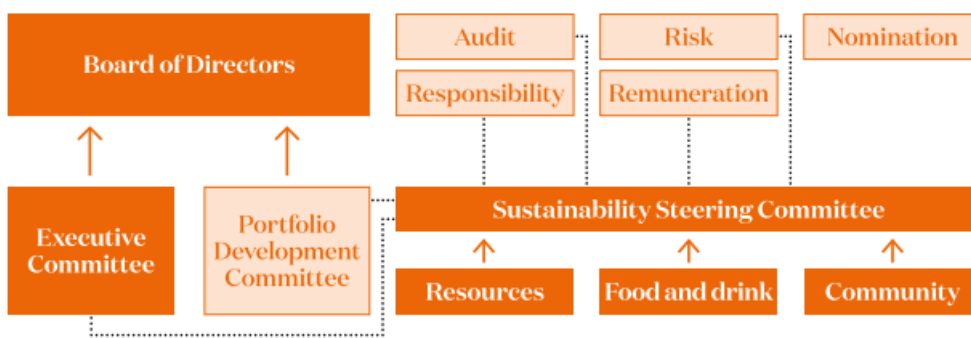 Board of Directors
Audit
Risk
Nomination
Responsibility
Remuneration
Executive
Committee
Portfolio
Development
Committee
Sustainability Steering Committee
Resources
Food and drink
Community